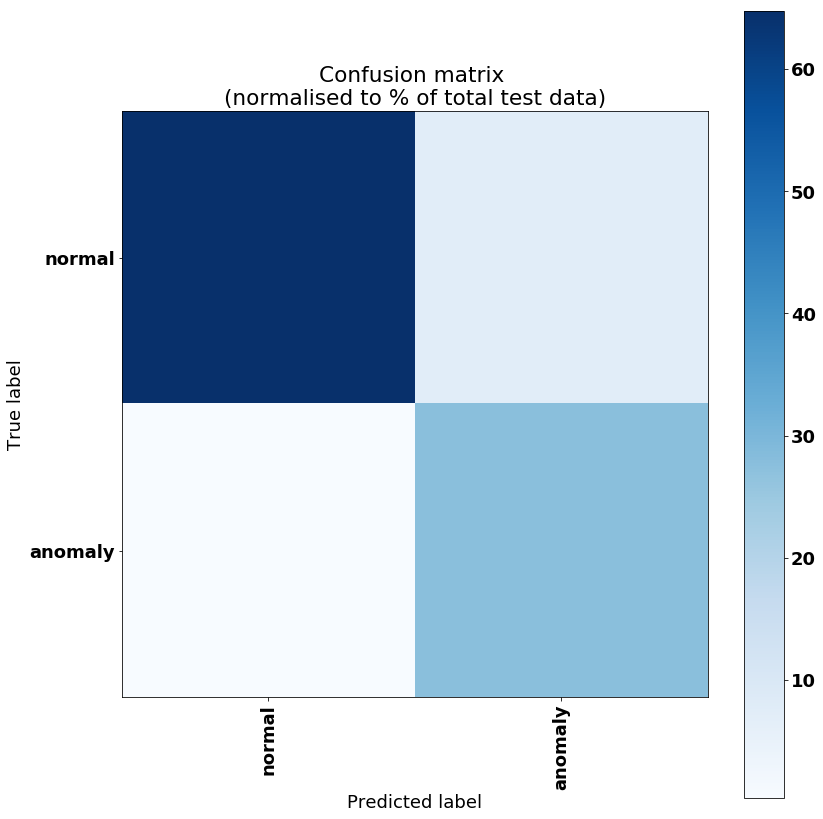 Confusion matrix
(normalised to % of total test data)
True label
normal
anomaly
normal
anomaly
Predicted label
60
50
40
30
20
10